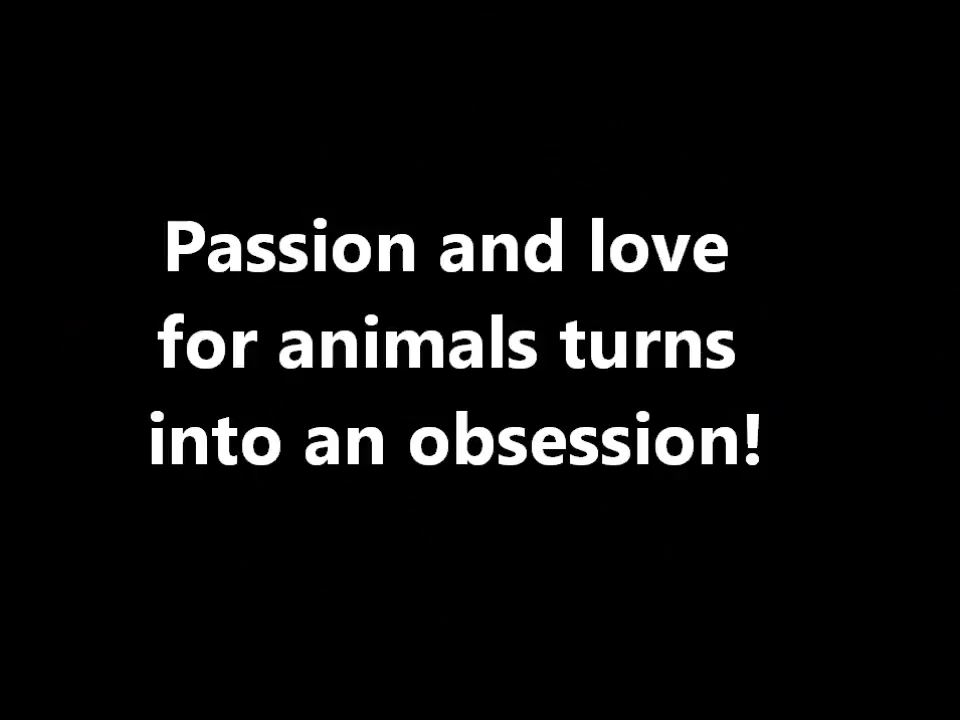 Passion and love
for animals turns
into an obsession!